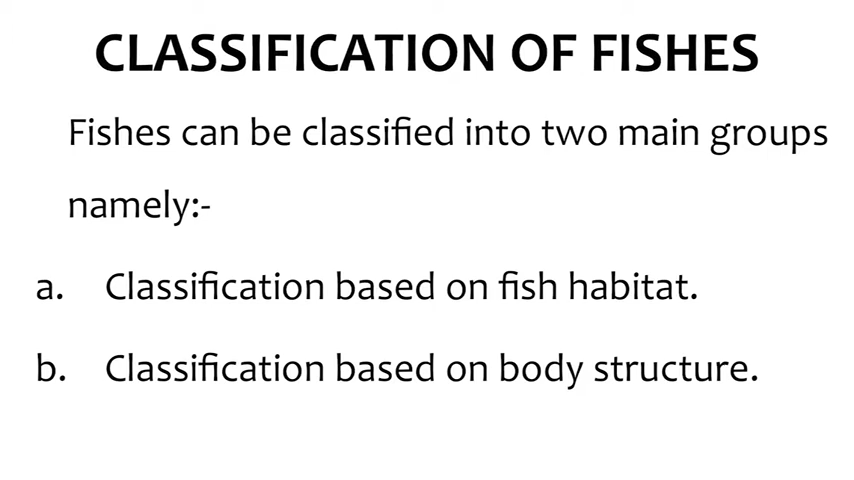 CLASSIFICATION OF FISHES
Fishes can be classified into two main groups
namely:-
a. Classification based on fish habitat.
b. Classification based on body structure.